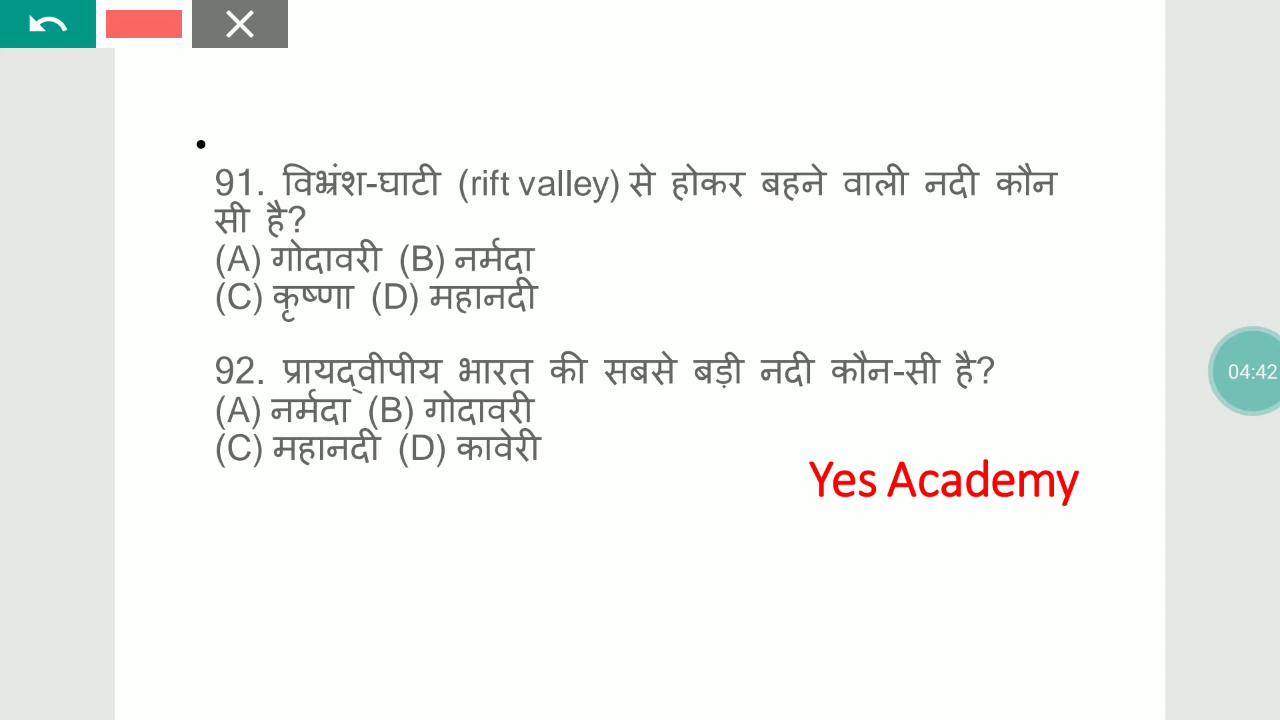 91. विभ्रंश-घाटी (rift valley) से होकर बहने वाली नदी कौन
सी है?
(A) गोदावरी (B) नर्मदा
(C) कृष्णा (D) महानदी
92. प्रायद्वीपीय भारत की सबसे बड़ी नदी कौन-सी है?
(A) नर्मदा (B) गोदावरी
(C) महानदी (D) कावेरी
Yes Academy
04:42